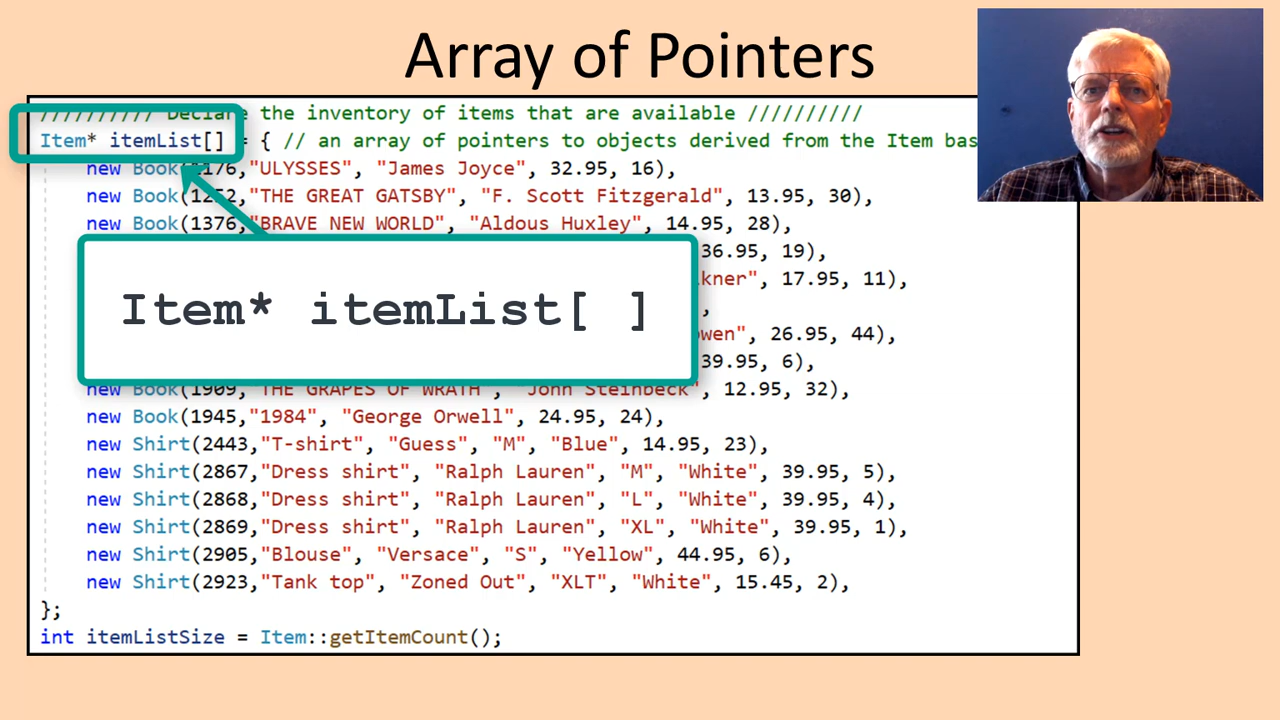 Array of Pointers
////////// Declare the inventory of items that are available //////////
Item* itemList[] = { // an array of pointers to objects derived from the Item bas
new Book(1176,"ULYSSES", "James Joyce", 32.95, 16),
new Book(1252,"THE GREAT GATSBY", "F. Scott Fitzgerald", 13.95, 30),
new Book(1376,"BRAVE NEW WORLD", "Aldous Huxley", 14.95, 28),
36.95, 19),
Item* itemList[ ]
lkner", 17.95, 11),
owen", 26.95, 44),
39.95, 6),
new Book(1909, "THE GRAPES OF WRATH", "John Steinbeck", 12.95, 32),
new Book(1945,"1984", "George Orwell", 24.95, 24),
new Shirt(2443,"T-shirt", "Guess", "M", "Blue", 14.95, 23),
new Shirt(2867,"Dress shirt", "Ralph Lauren", "M", "White", 39.95, 5),
new Shirt(2868,"Dress shirt", "Ralph Lauren", "L", "White", 39.95, 4),
new Shirt(2869,"Dress shirt", "Ralph Lauren", "XL", "White", 39.95, 1),
new Shirt(2905,"Blouse", "Versace", "S", "Yellow", 44.95, 6),
new Shirt(2923,"Tank top", "Zoned Out", "XLT", "White", 15.45, 2),
};
int itemListSize = Item::getItemCount();